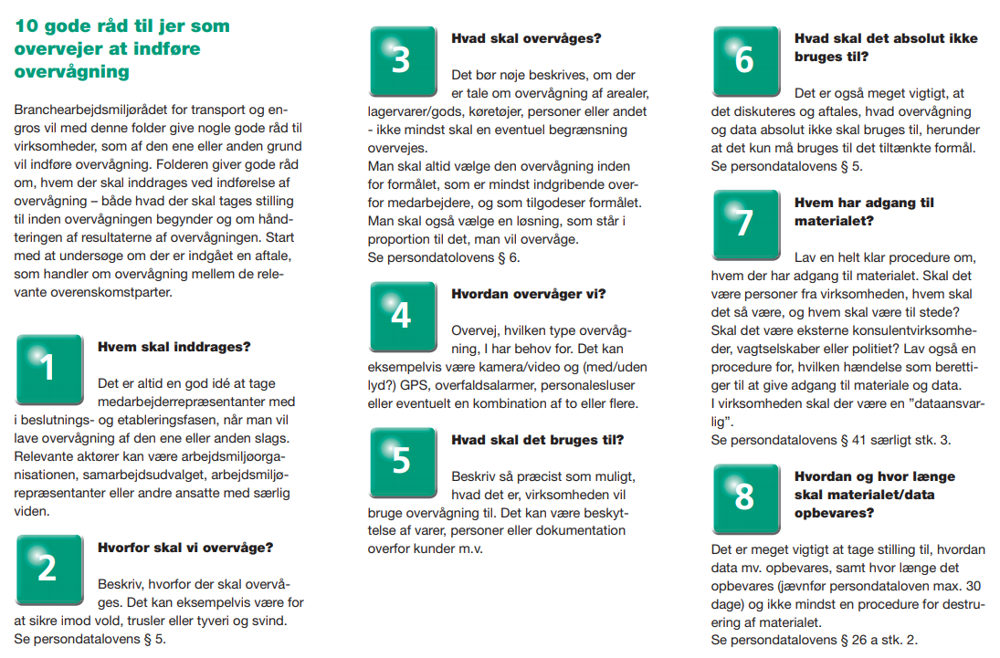 10 gode råd til jer som
overvejer at indføre
overvågning
Branchearbejdsmiljørådet for transport og en-
gros vil med denne folder give nogle gode råd til
virksomheder, som af den ene eller anden grund
vil indføre overvågning. Folderen giver gode råd
om, hvem der skal inddrages ved indførelse af
overvågning – både hvad der skal tages stilling
til inden overvågningen begynder og om hånd-
teringen af resultaterne af overvågningen. Start
med at undersøge om der er indgået en aftale,
som handler om overvågning mellem de rele-
vante overenskomstparter.
1
Hvem skal inddrages?
Det er altid en god idé at tage
medarbejderrepræsentanter med
i beslutnings- og etableringsfasen, når man vil
lave overvågning af den ene eller anden slags.
Relevante aktører kan være arbejdsmiljøorga-
nisationen, samarbejdsudvalget, arbejdsmiljø-
repræsentanter eller andre ansatte med særlig
viden.
2
Hvorfor skal vi overvåge?
Beskriv, hvorfor der skal overvå-
ges. Det kan eksempelvis være for
at sikre imod vold, trusler eller tyveri og svind.
Se persondatalovens § 5.
3
Hvad skal overvåges?
Det bør nøje beskrives, om der
er tale om overvågning af arealer,
lagervarer/gods, køretøjer, personer eller andet
- ikke mindst skal en eventuel begrænsning
overvejes.
Man skal altid vælge den overvågning inden
for formålet, som er mindst indgribende over-
for medarbejdere, og som tilgodeser formålet.
Man skal også vælge en løsning, som står i
proportion til det, man vil overvåge.
Se persondatolovens § 6.
4
Hvordan overvåger vi?
Overvej, hvilken type overvåg-
ning, I har behov for. Det kan
eksempelvis være kamera/video og (med/uden
lyd?) GPS, overfaldsalarmer, personalesluser
eller eventuelt en kombination af to eller flere.
5
Hvad skal det bruges til?
Beskriv så præcist som muligt,
hvad det er, virksomheden vil
bruge overvågning til. Det kan være beskyt-
telse af varer, personer eller dokumentation
overfor kunder m.v.
6
Hvad skal det absolut ikke
bruges til?
Det er også meget vigtigt, at
det diskuteres og aftales, hvad overvågning
og data absolut ikke skal bruges til, herunder
at det kun må bruges til det tiltænkte formål.
Se persondatalovens § 5.
7
Hvem har adgang til
materialet?
Lav en helt klar procedure om,
hvem der har adgang til materialet. Skal det
være personer fra virksomheden, hvem skal
det så være, og hvem skal være til stede?
Skal det være eksterne konsulentvirksomhe-
der, vagtselskaber eller politiet? Lav også en
procedure for, hvilken hændelse som beretti-
ger til at give adgang til materiale og data.
I virksomheden skal der være en ”dataansvar-
lig”.
Se persondatalovens § 41 særligt stk. 3.
8
Hvordan og hvor længe
skal materialet/data
opbevares?
Det er meget vigtigt at tage stilling til, hvordan
data mv. opbevares, samt hvor længe det
opbevares (jævnfør persondataloven max. 30
dage) og ikke mindst en procedure for destru-
ering af materialet.
Se persondatalovens § 26 a stk. 2.